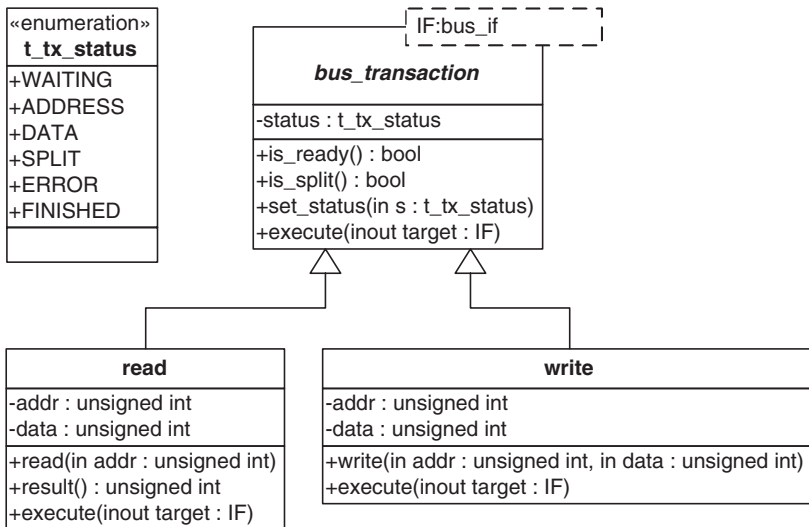 «enumeration»
t_tx_status
+WAITING
+ADDRESS
+DATA
+SPLIT
+ERROR
+FINISHED
IF:bus_if
bus_transaction
-status : t_tx_status
+is_ready() : bool
+is_split() : bool
+set_status(in s : t_tx_status)
+execute(inout target : IF)
read
-addr : unsigned int
-data : unsigned int
+read(in addr : unsigned int)
+result() : unsigned int
+execute(inout target : IF)
write
-addr : unsigned int
-data : unsigned int
+write(in addr : unsigned int, in data : unsigned int)
+execute(inout target : IF)